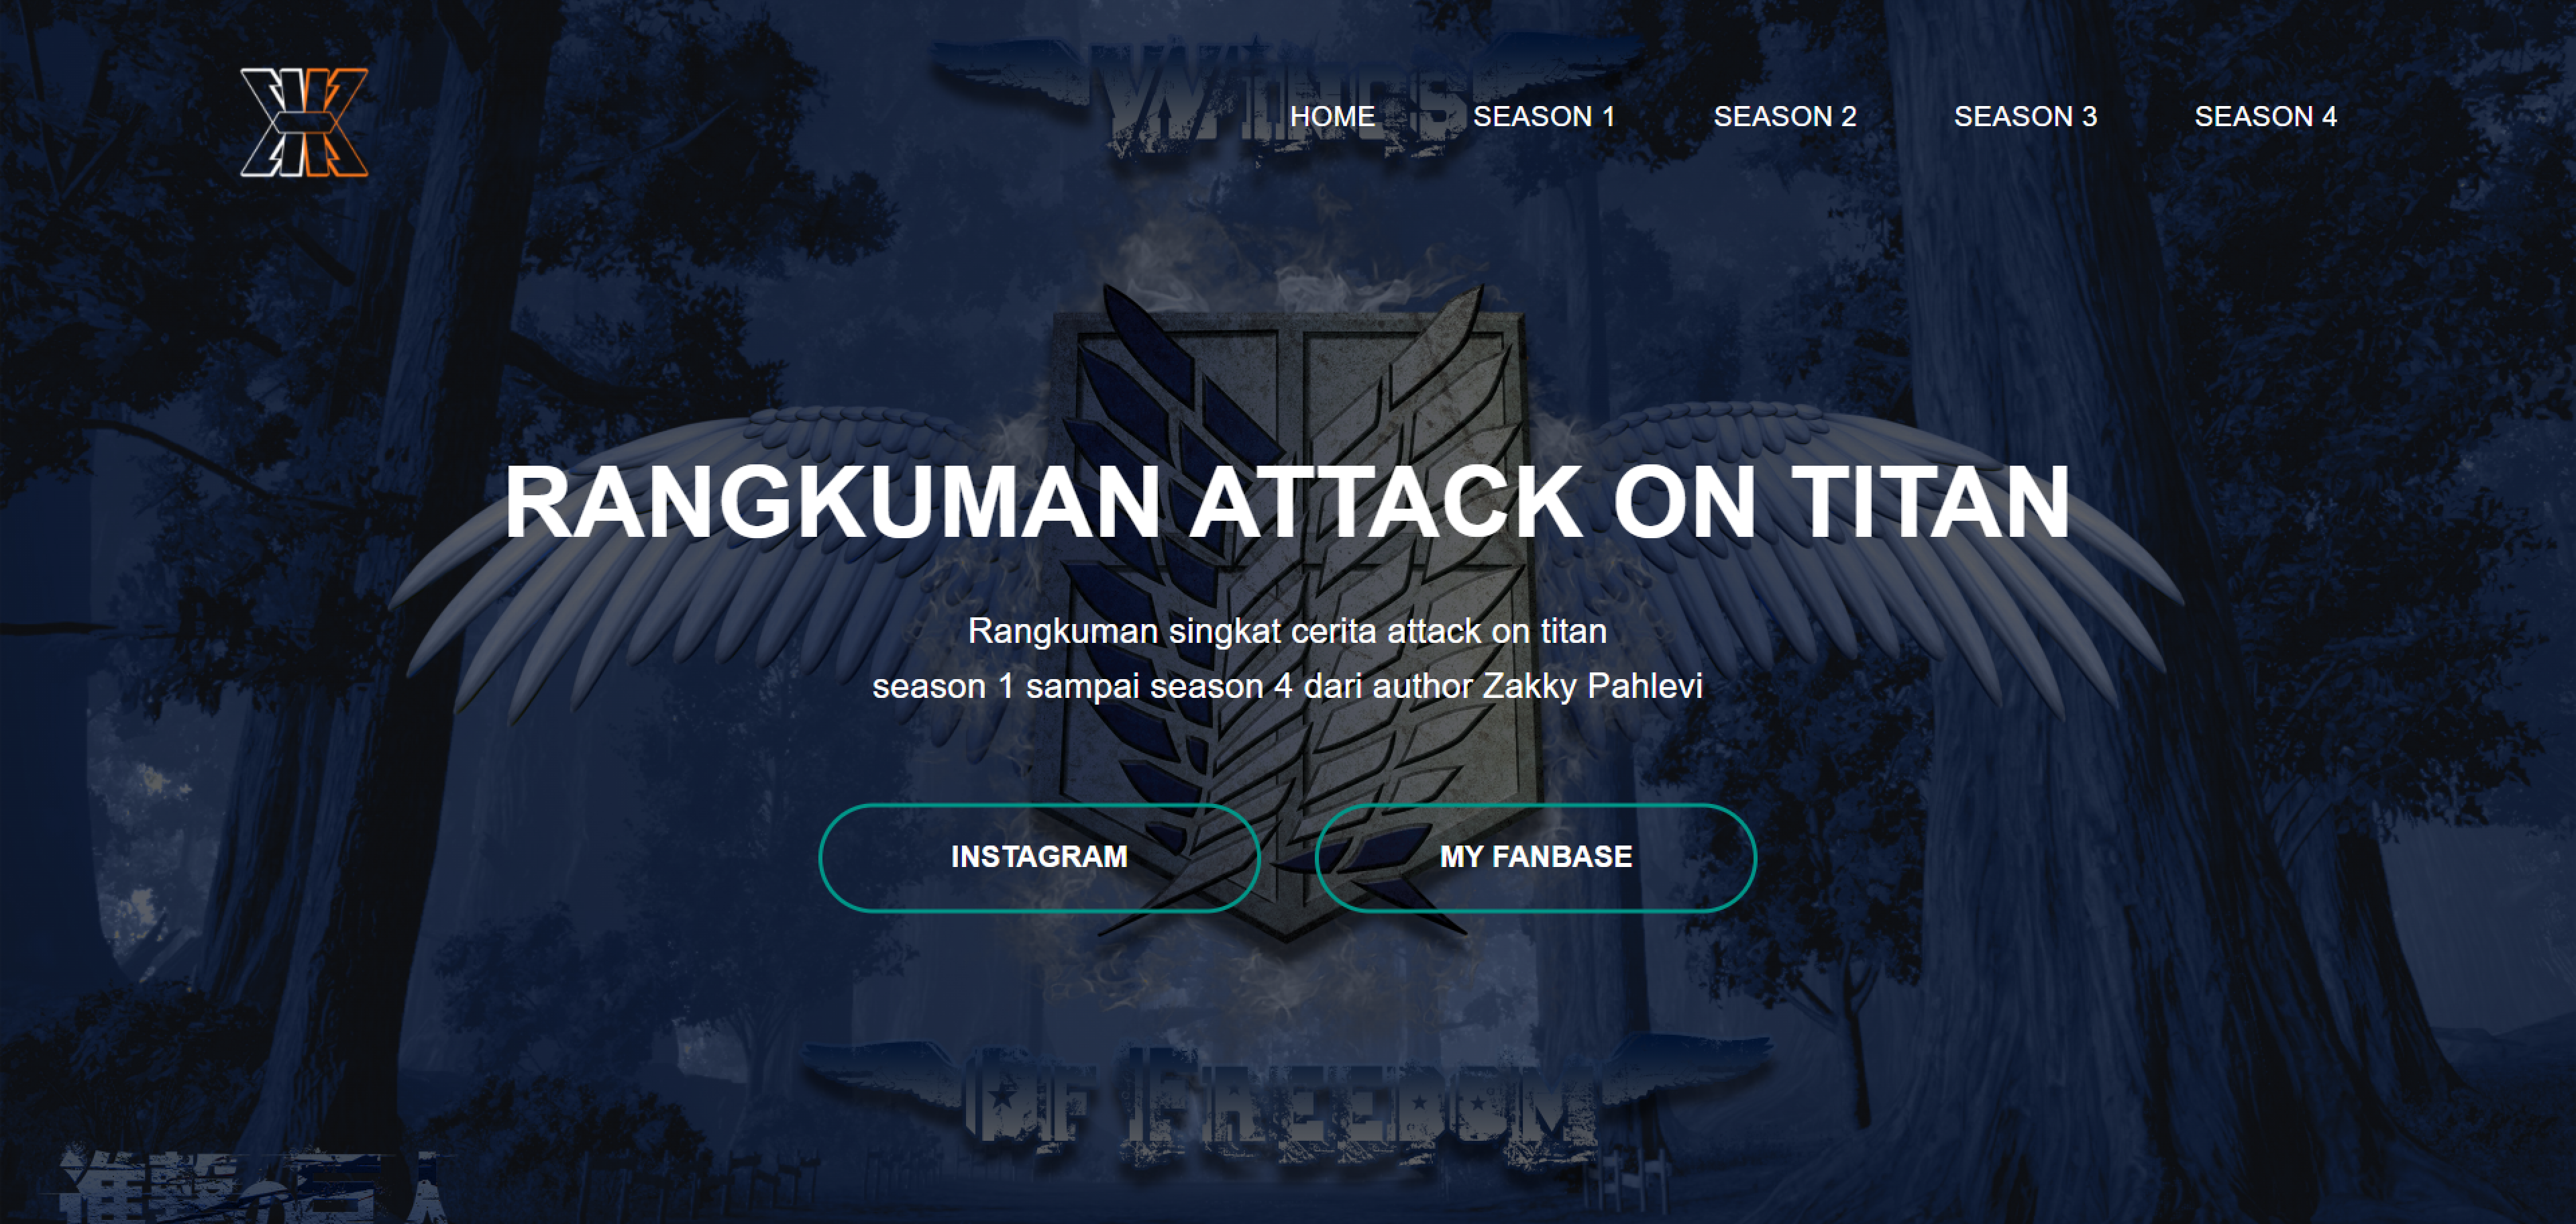 WINGS
HOME SEASON 1 SEASON 2 SEASON 3 SEASON 4
RANGKUMAN ATTACK ON TITAN
Rangkuman singkat cerita attack on titan
season 1 sampai season 4 dari author Zakky Pahlevi
INSTAGRAM MY FANBASE
OF FREEDOM
進撃の巨人